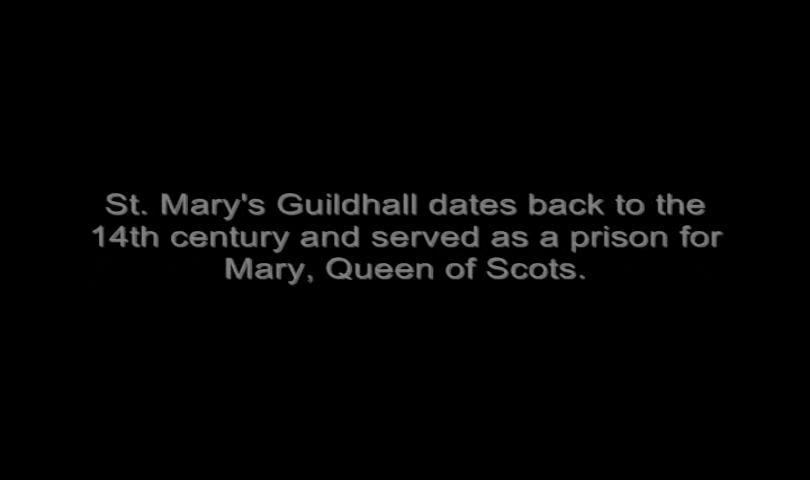 St. Mary's Guildhall dates back to the
14th century and served as a prison for
Mary, Queen of Scots.